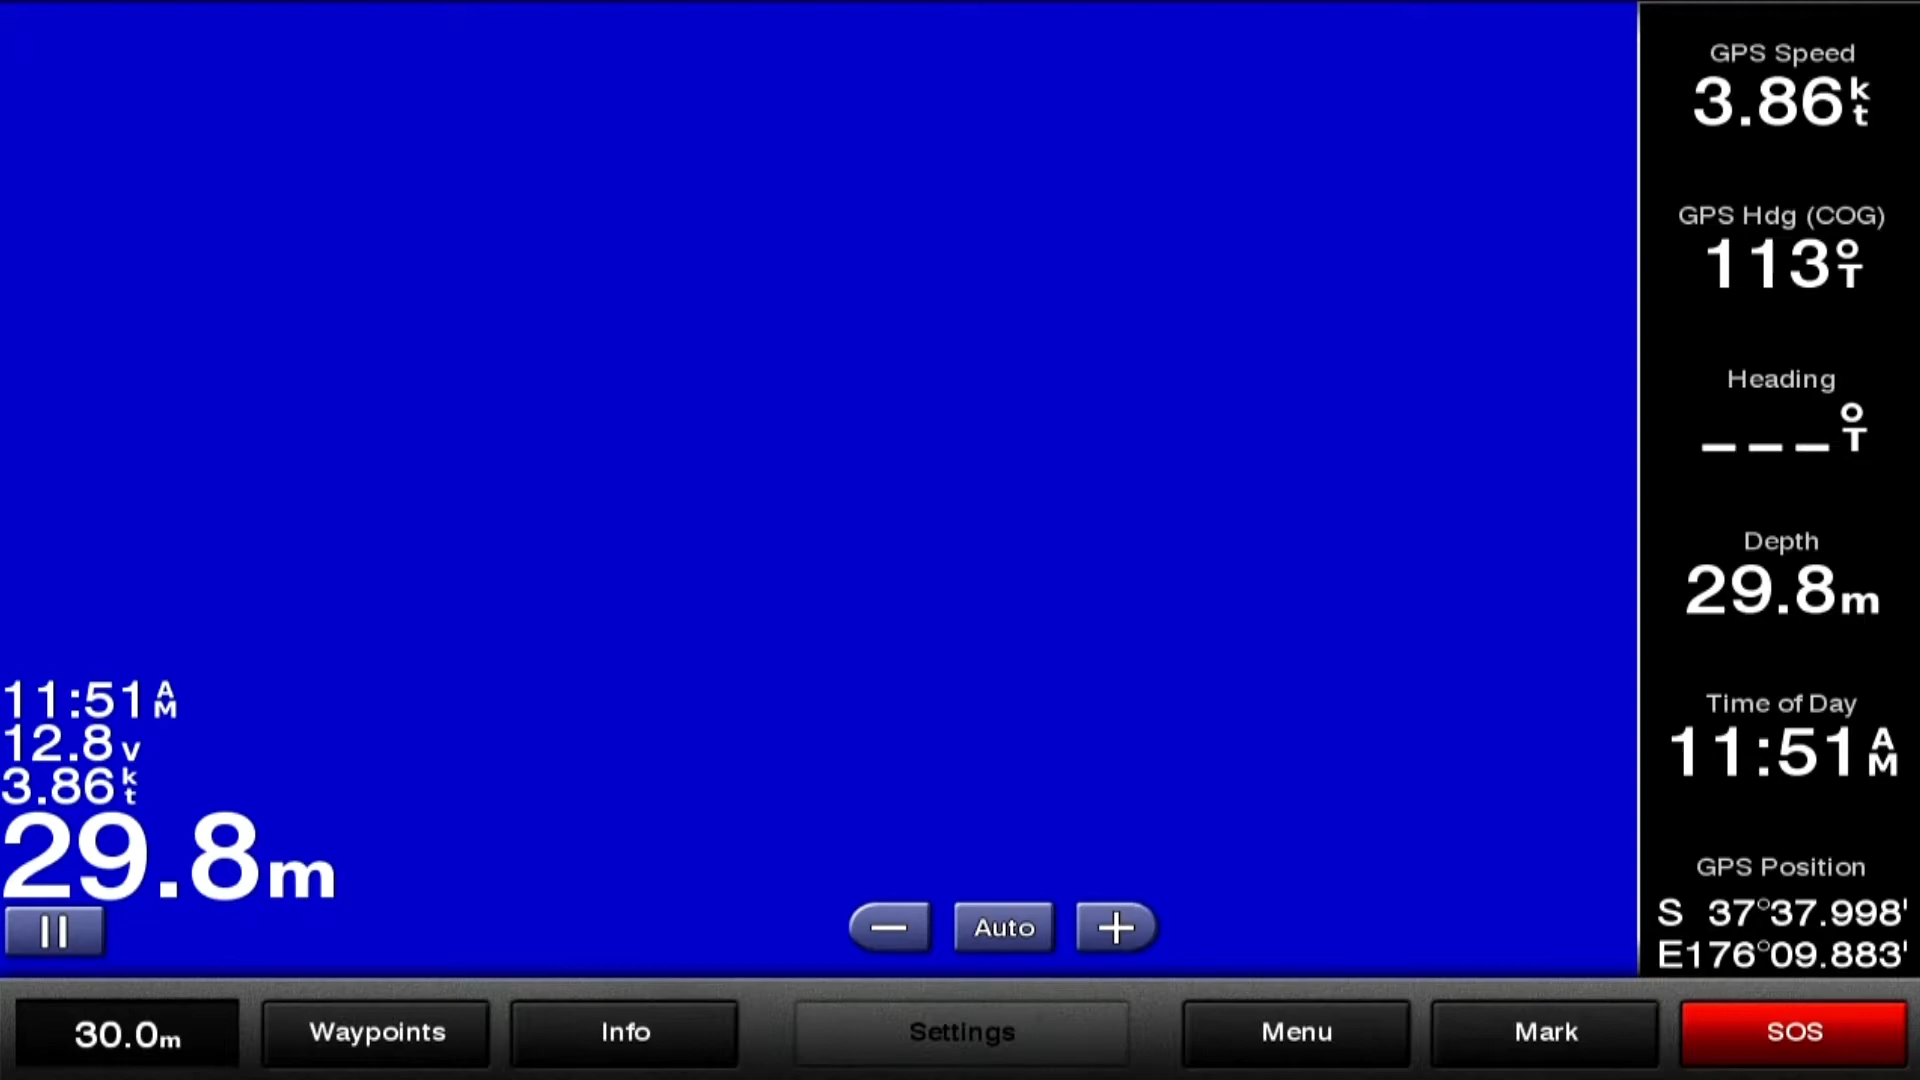 GPS Speed
3.86kt
GPS Hdg (COG)
113°T
Heading
___°T
Depth
29.8m
Time of Day
11:51AM
GPS Position
S 37°37.998'
E176°09.883'
11:51AM
12.8v
3.86kt
29.8m
Auto
30.0m
Waypoints
Info
Settings
Menu
Mark
SOS